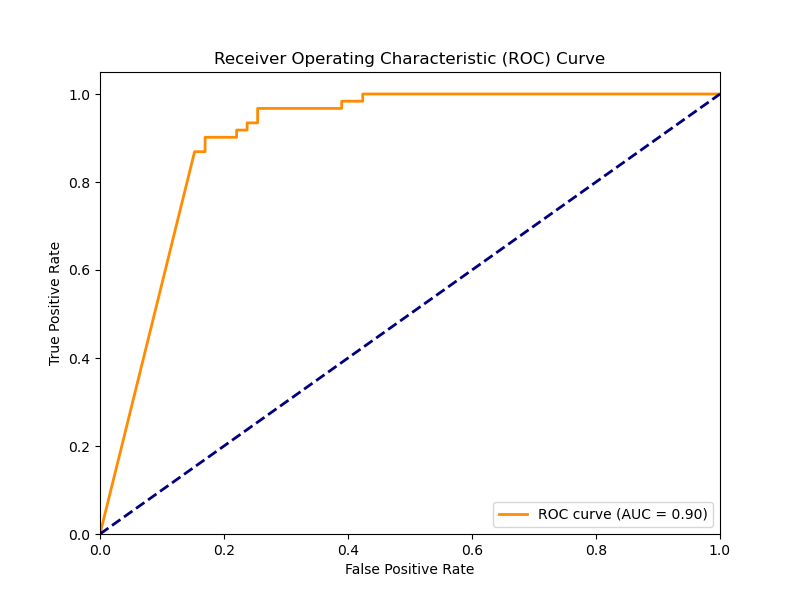 Receiver Operating Characteristic (ROC) Curve
1.0
0.8
0.6
0.4
0.2
0.0
True Positive Rate
ROC curve (AUC = 0.90)
0.0 0.2 0.4 0.6 0.8 1.0
False Positive Rate